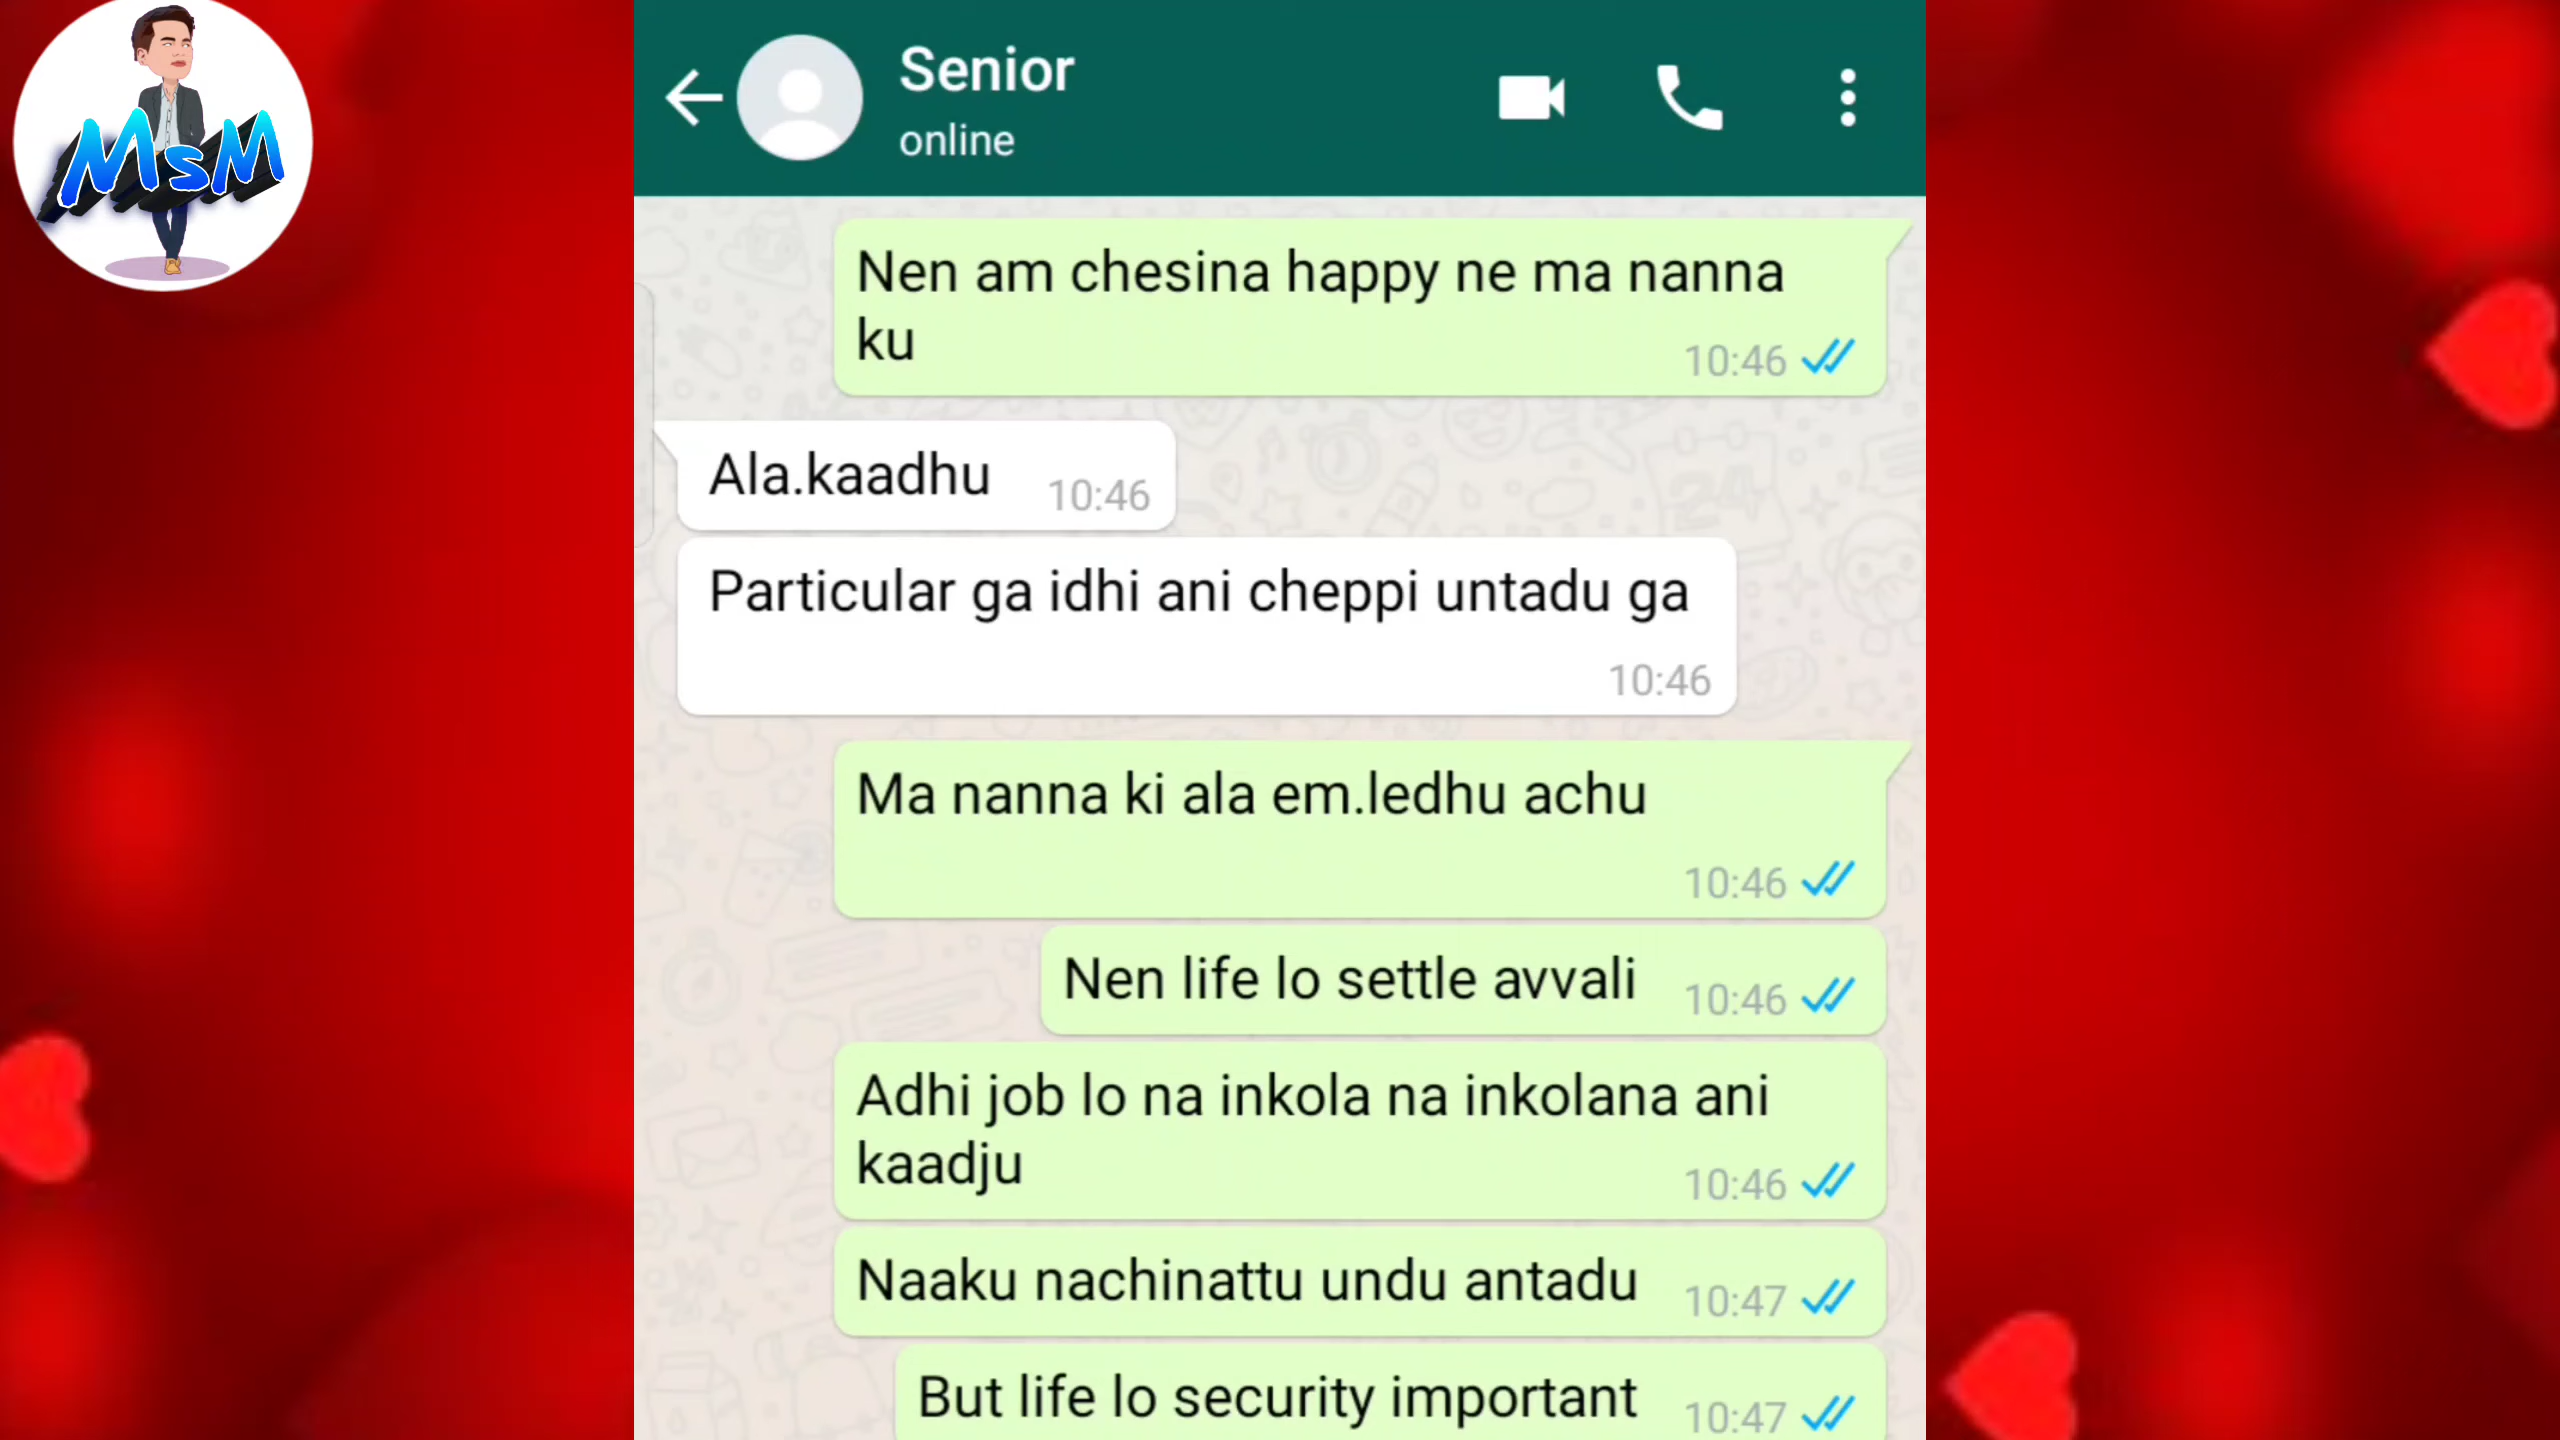 MsM
Senior
online
Nen am chesina happy ne ma nanna
ku
10:46
Ala.kaadhu
10:46
Particular ga idhi ani cheppi untadu ga
10:46
Ma nanna ki ala em.ledhu achu
10:46
Nen life lo settle avvali
10:46
Adhi job lo na inkola na inkolana ani
kaadju
10:46
Naaku nachinattu undu antadu
10:47
But life lo security important
10:47